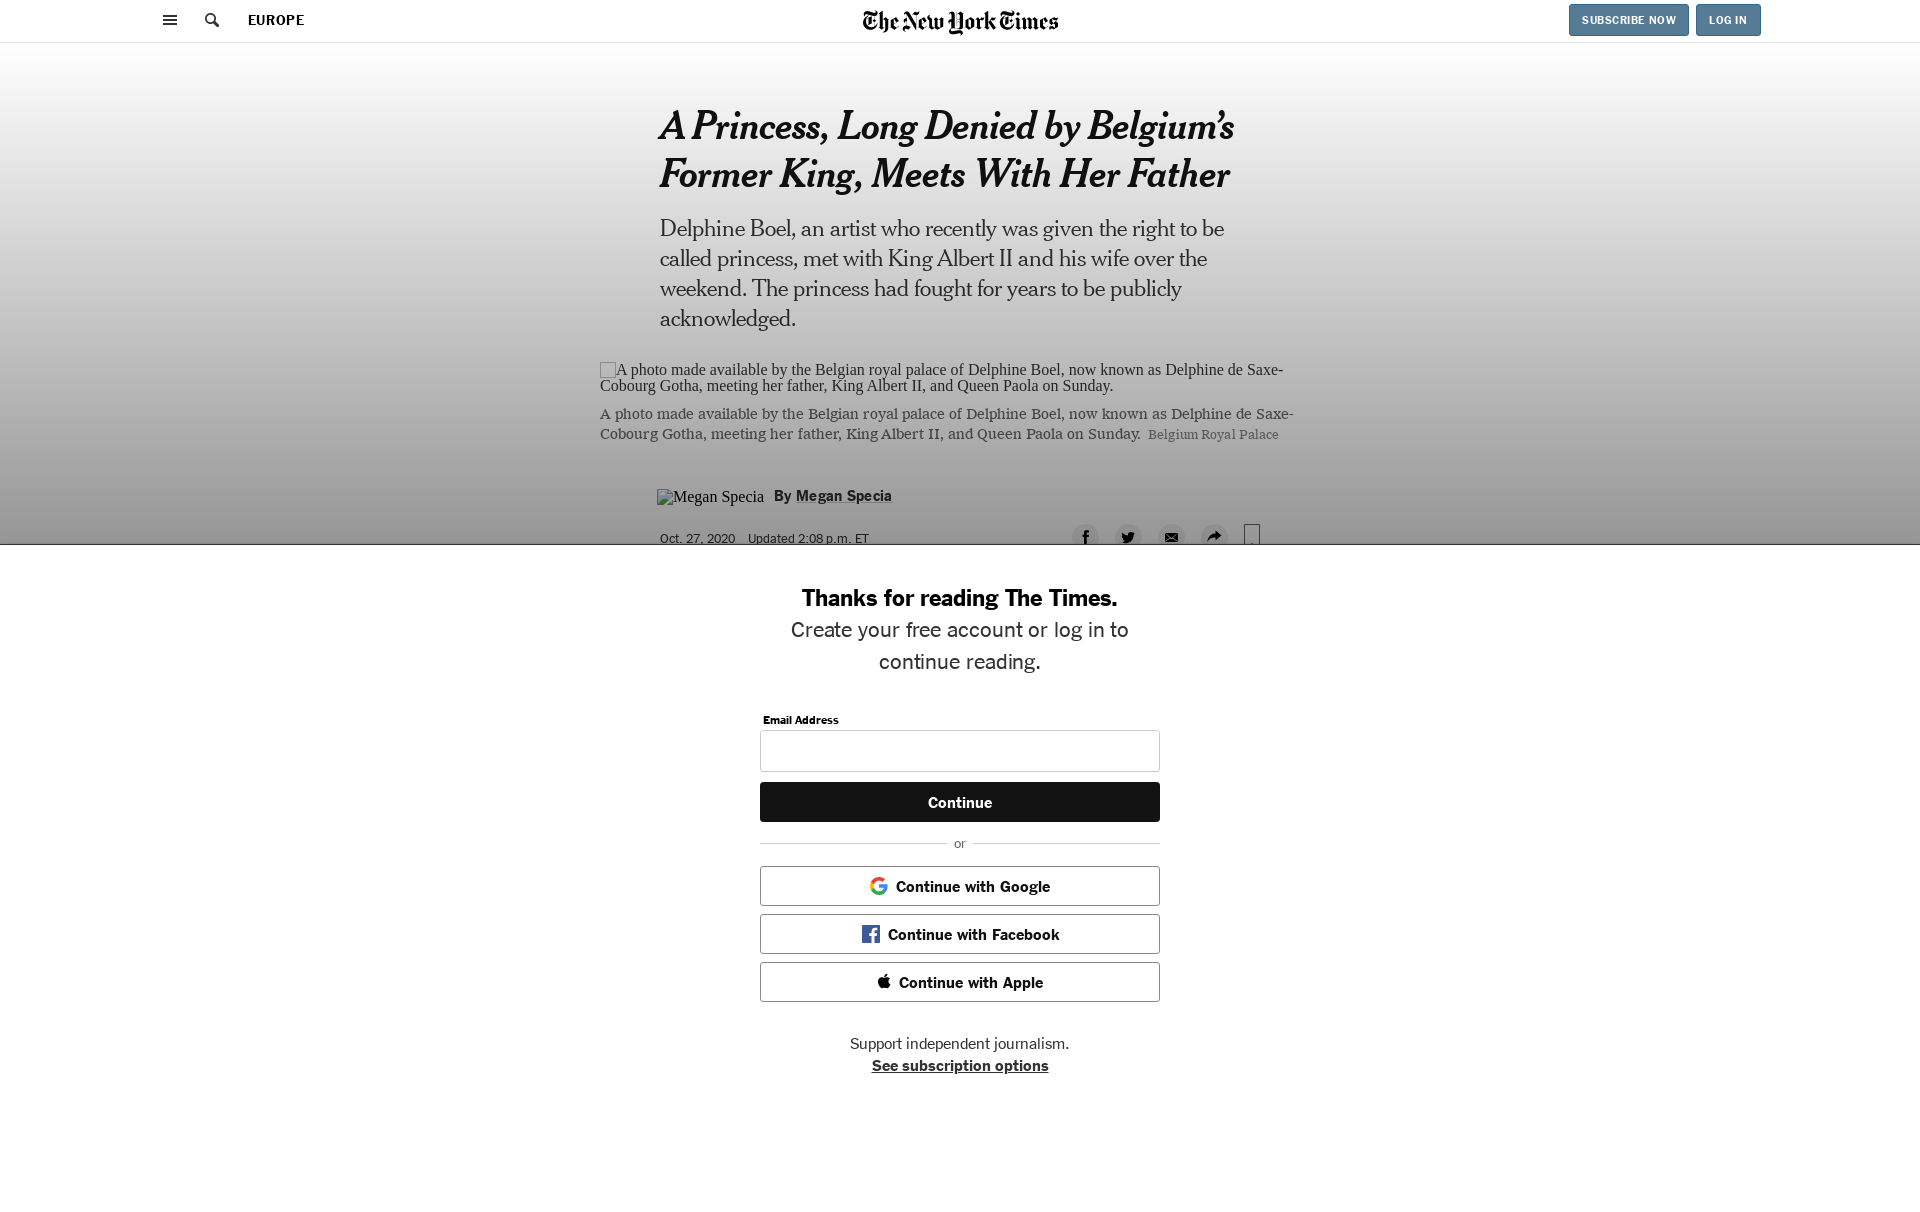 EUROPE
The New York Times
SUBSCRIBE NOW
LOG IN
A Princess, Long Denied by Belgium’s
Former King, Meets With Her Father
Delphine Boel, an artist who recently was given the right to be
called princess, met with King Albert II and his wife over the
weekend. The princess had fought for years to be publicly
acknowledged.
A photo made available by the Belgian royal palace of Delphine Boel, now known as Delphine de Saxe-
Cobourg Gotha, meeting her father, King Albert II, and Queen Paola on Sunday.
A photo made available by the Belgian royal palace of Delphine Boel, now known as Delphine de Saxe-
Cobourg Gotha, meeting her father, King Albert II, and Queen Paola on Sunday. Belgium Royal Palace
Megan Specia By Megan Specia
Oct. 27, 2020 Updated 2:08 p.m. ET
Thanks for reading The Times.
Create your free account or log in to
continue reading.
Email Address
Continue
or
Continue with Google
Continue with Facebook
Continue with Apple
Support independent journalism.
See subscription options